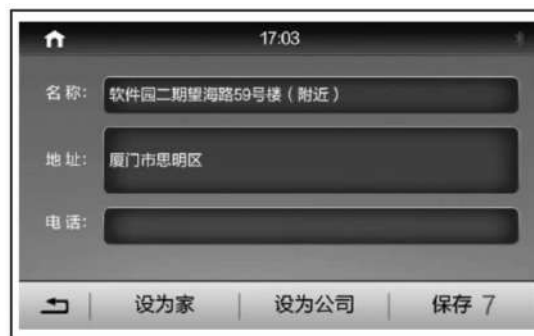 17:03
名称: 软件园二期望海路59号楼（附近）
地址: 厦门市思明区
电话:
设为家 设为公司 保存 7